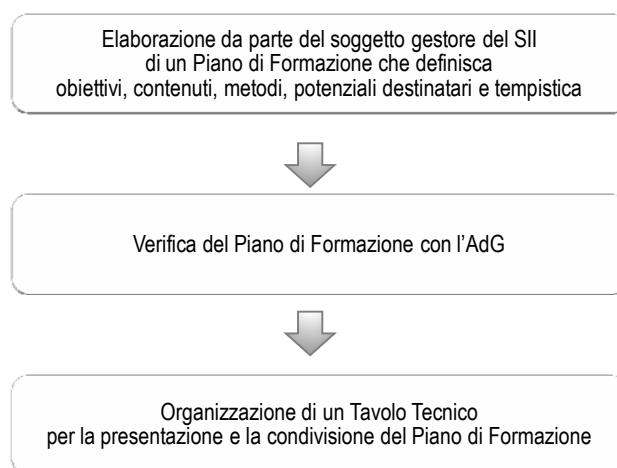 Elaborazione da parte del soggetto gestore del SII
di un Piano di Formazione che definisca
obiettivi, contenuti, metodi, potenziali destinatari e tempistica
Verifica del Piano di Formazione con l'AdG
Organizzazione di un Tavolo Tecnico
per la presentazione e la condivisione del Piano di Formazione